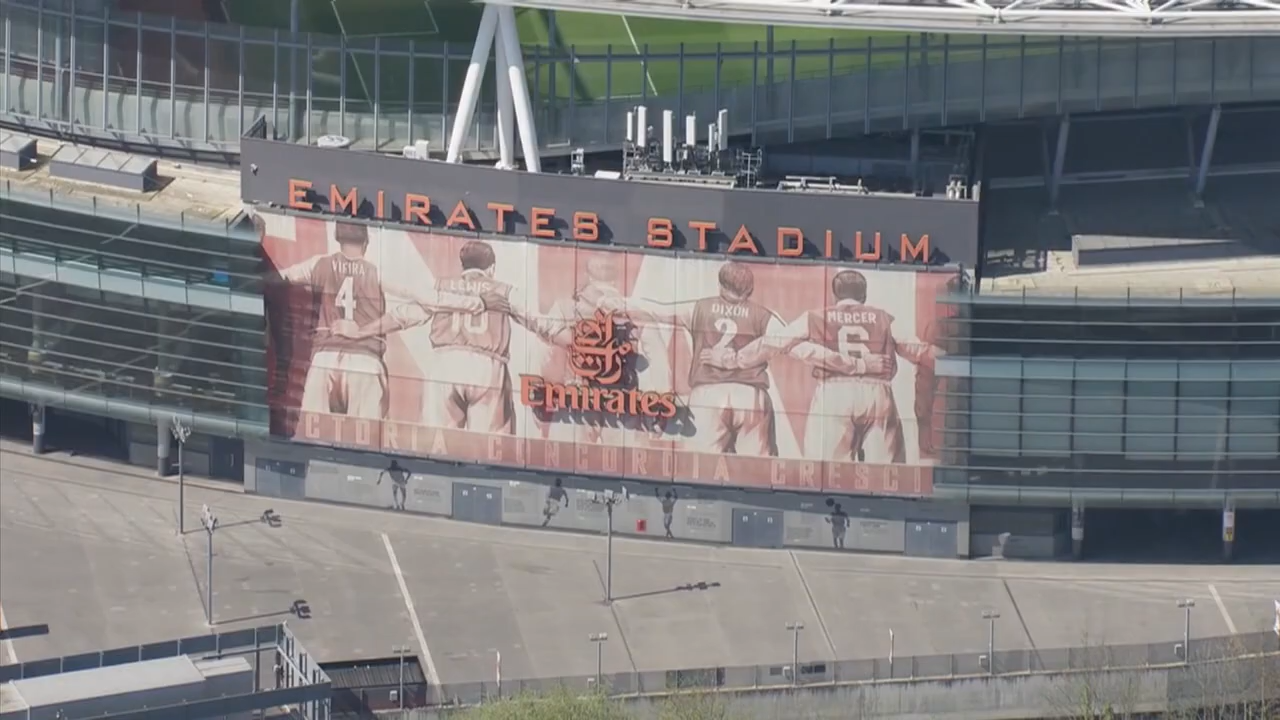 EMIRATES STADIUM
VIEIRA
4
LEWIS
10
DIXON
2
MERCER
6
Emirates
CTORIA CONCORDIA CRESCI